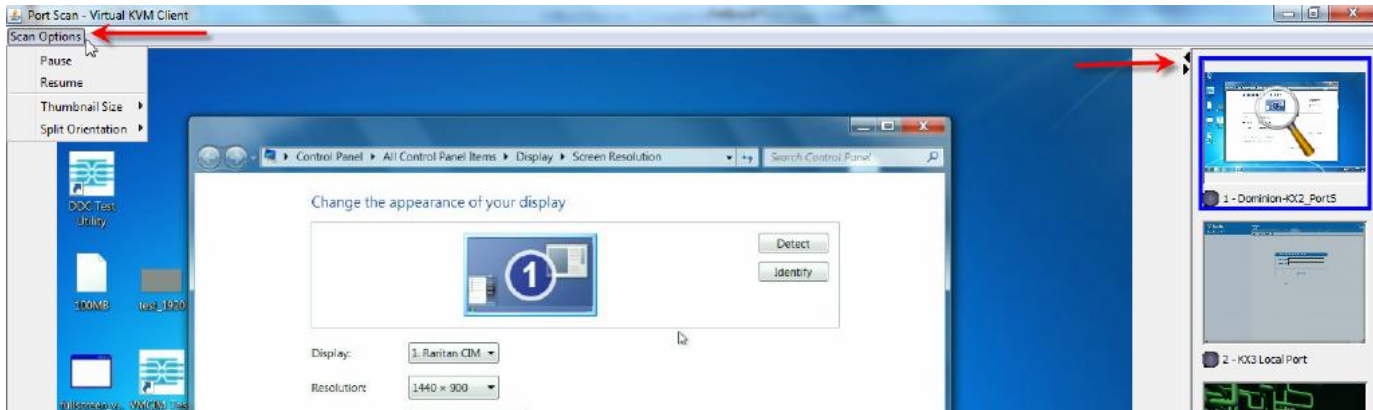 Port Scan - Virtual KVM Client
Scan Options
Pause
Resume
Thumbnail Size
Split Orientation
Control Panel All Control Panel Items Display Screen Resolution
Search Control Panel
Change the appearance of your display
1
Detect
Identify
Display:
1. Raritan CIM
Resolution:
1440 × 900
DDC Test
Utility
100MB
test_1920
1 - Dominion-KX2_Port5
2 - KX3 Local Port